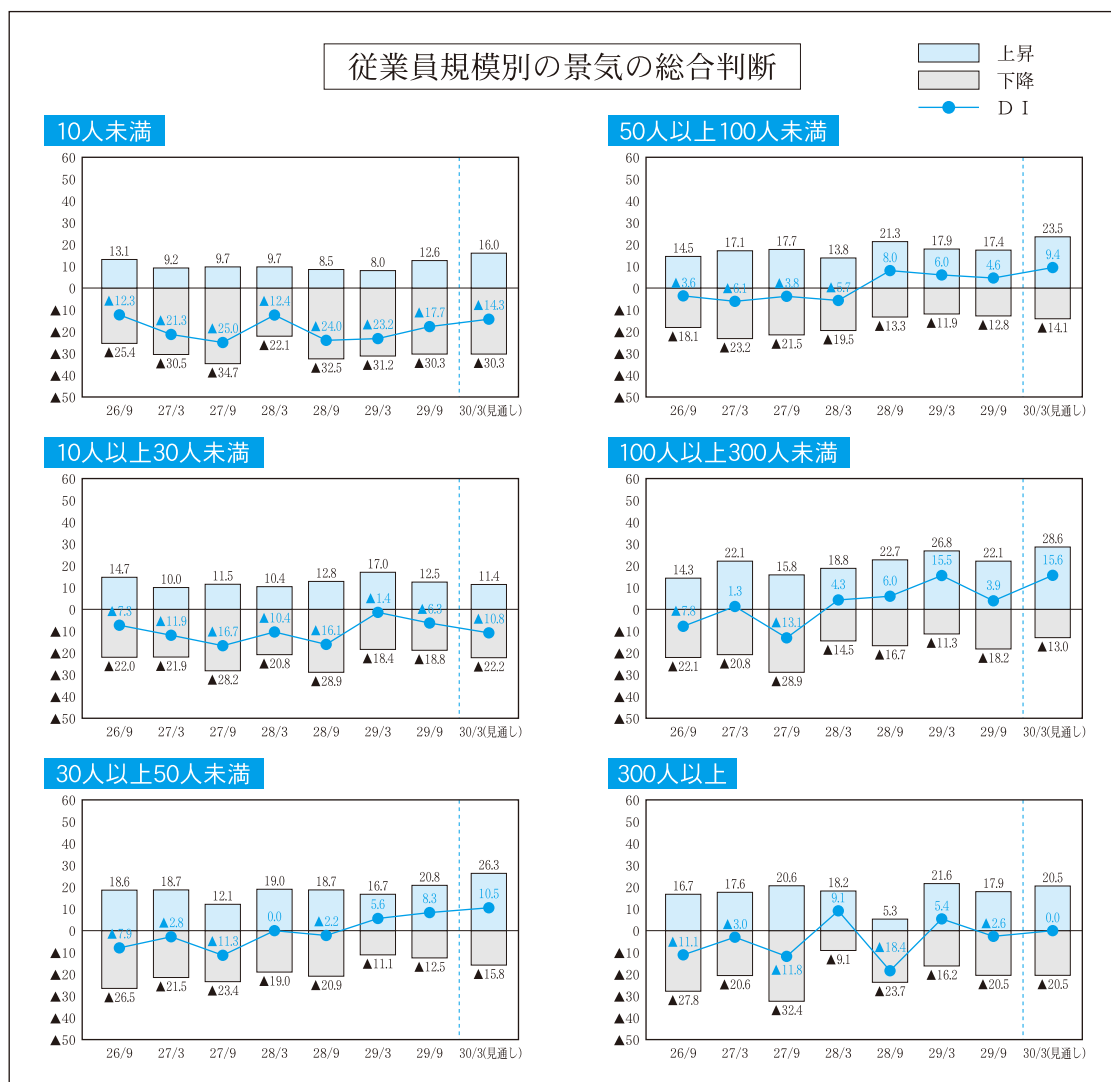 従業員規模別の景気の総合判断
上昇
下降
ＤＩ
10人未満
60
50
40
30
20
10
0
▲10
▲20
▲30
▲40
▲50
13.1 9.2 9.7 9.7 8.5 8.0 12.6 16.0
▲12.3 ▲21.3 ▲25.0 ▲12.4 ▲24.0 ▲23.2 ▲17.7 ▲14.3
▲25.4 ▲30.5 ▲34.7 ▲22.1 ▲32.5 ▲31.2 ▲30.3 ▲30.3
26/9 27/3 27/9 28/3 28/9 29/3 29/9 30/3(見通し)
10人以上30人未満
60
50
40
30
20
10
0
▲10
▲20
▲30
▲40
▲50
14.7 10.0 11.5 10.4 12.8 17.0 12.5 11.4
▲7.3 ▲11.9 ▲16.7 ▲10.4 ▲16.1 ▲1.4 ▲6.3 ▲10.8
▲22.0 ▲21.9 ▲28.2 ▲20.8 ▲28.9 ▲18.4 ▲18.8 ▲22.2
26/9 27/3 27/9 28/3 28/9 29/3 29/9 30/3(見通し)
30人以上50人未満
60
50
40
30
20
10
0
▲10
▲20
▲30
▲40
▲50
18.6 18.7 12.1 19.0 18.7 16.7 20.8 26.3
▲7.9 ▲2.8 ▲11.3 0.0 ▲2.2 5.6 8.3 10.5
▲26.5 ▲21.5 ▲23.4 ▲19.0 ▲20.9 ▲11.1 ▲12.5 ▲15.8
26/9 27/3 27/9 28/3 28/9 29/3 29/9 30/3(見通し)
50人以上100人未満
60
50
40
30
20
10
0
▲10
▲20
▲30
▲40
▲50
14.5 17.1 17.7 13.8 21.3 17.9 17.4 23.5
▲3.6 ▲6.1 ▲3.8 ▲5.7 8.0 6.0 4.6 9.4
▲18.1 ▲23.2 ▲21.5 ▲19.5 ▲13.3 ▲11.9 ▲12.8 ▲14.1
26/9 27/3 27/9 28/3 28/9 29/3 29/9 30/3(見通し)
100人以上300人未満
60
50
40
30
20
10
0
▲10
▲20
▲30
▲40
▲50
14.3 22.1 15.8 18.8 22.7 26.8 22.1 28.6
▲7.8 1.3 ▲13.1 4.3 6.0 15.5 3.9 15.6
▲22.1 ▲20.8 ▲28.9 ▲14.5 ▲16.7 ▲11.3 ▲18.2 ▲13.0
26/9 27/3 27/9 28/3 28/9 29/3 29/9 30/3(見通し)
300人以上
60
50
40
30
20
10
0
▲10
▲20
▲30
▲40
▲50
16.7 17.6 20.6 18.2 5.3 21.6 17.9 20.5
▲11.1 ▲3.0 ▲11.8 9.1 ▲18.4 5.4 ▲2.6 0.0
▲27.8 ▲20.6 ▲32.4 ▲9.1 ▲23.7 ▲16.2 ▲20.5 ▲20.5
26/9 27/3 27/9 28/3 28/9 29/3 29/9 30/3(見通し)